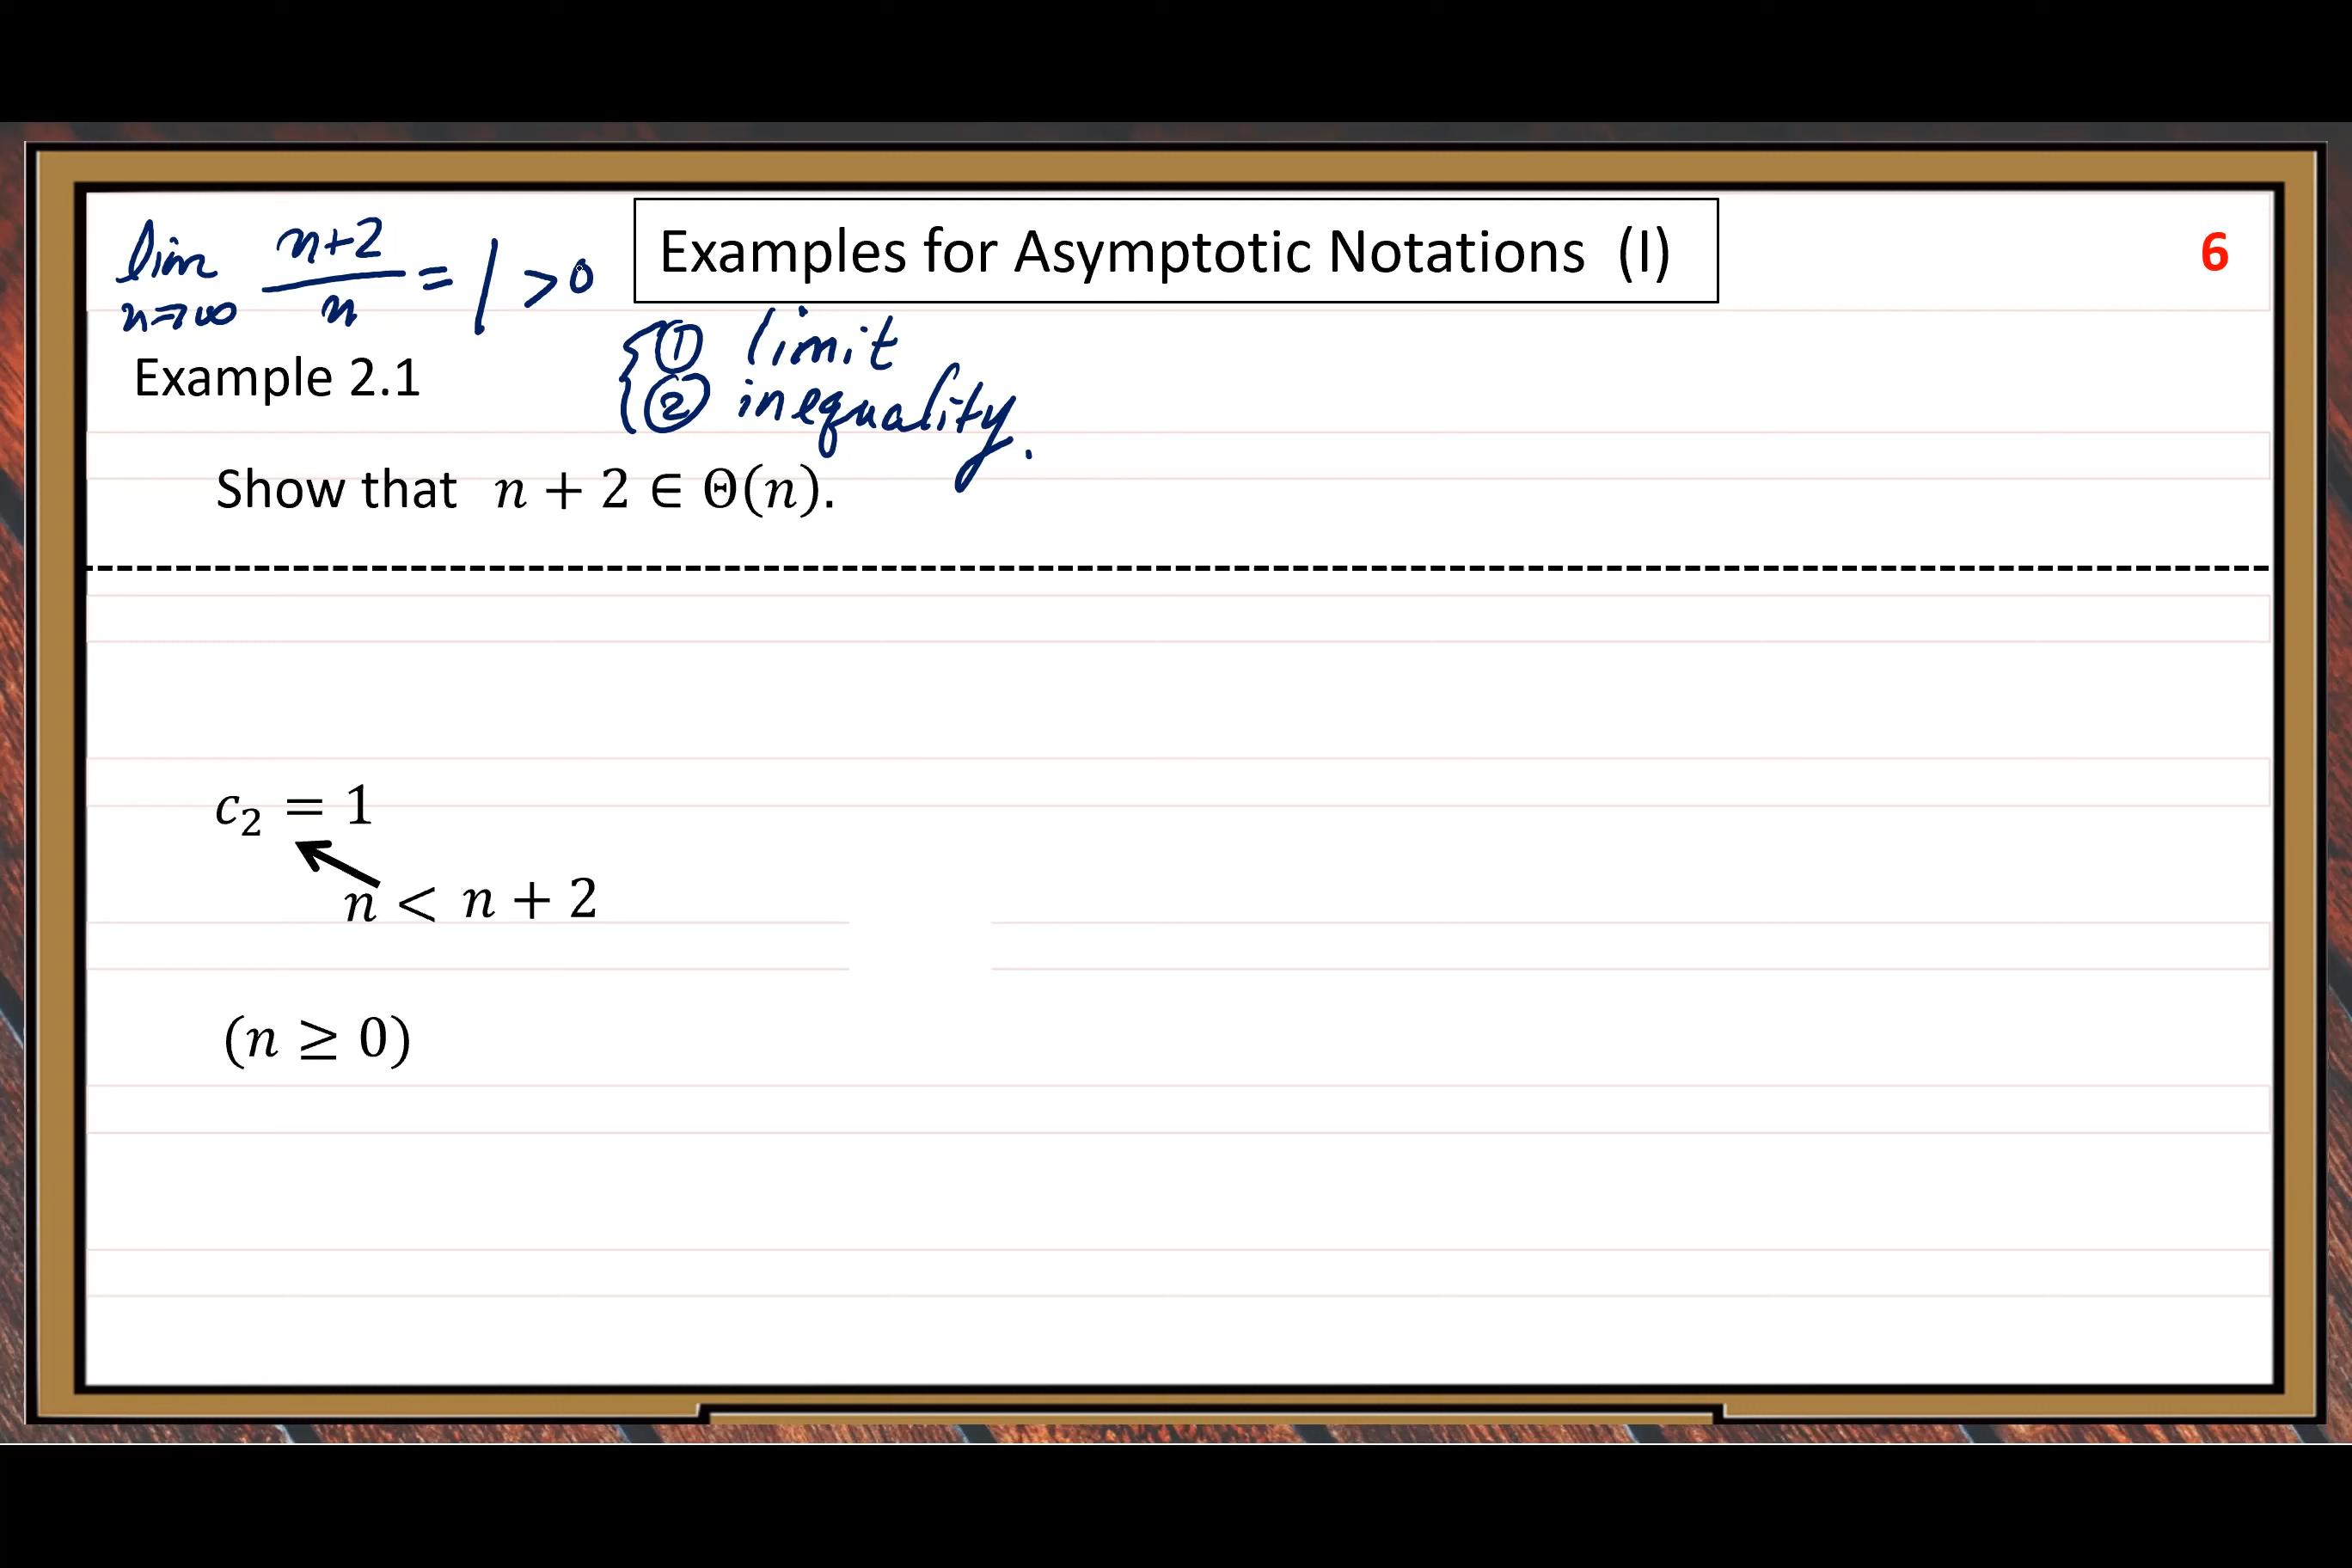 Examples for Asymptotic Notations (I)
6
lim n→∞ n+2 / n = 1 > 0
① limit
② inequality.
Example 2.1
Show that n + 2 ∈ Θ(n).
c₂ = 1
n < n + 2
(n ≥ 0)